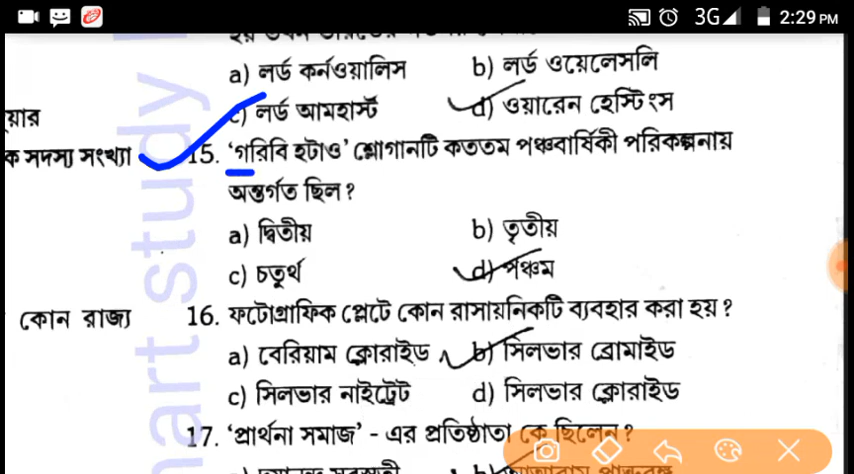 3G 2:29 PM
a) লর্ড কর্নওয়ালিস b) লর্ড ওয়েলেসলি
c) লর্ড আমহার্স্ট d) ওয়ারেন হেস্টিংস
ক সদস্য সংখ্যা
15. ‘গরিবি হটাও’ শ্লোগানটি কততম পঞ্চবার্ষিকী পরিকল্পনায়
অন্তর্গত ছিল?
a) দ্বিতীয় b) তৃতীয়
c) চতুর্থ d) পঞ্চম
কোন রাজ্য
16. ফটোগ্রাফিক প্লেটে কোন রাসায়নিকটি ব্যবহার করা হয়?
a) বেরিয়াম ক্লোরাইড b) সিলভার ব্রোমাইড
c) সিলভার নাইট্রেট d) সিলভার ক্লোরাইড
17. ‘প্রার্থনা সমাজ’ - এর প্রতিষ্ঠাতা কে ছিলেন?
mart study